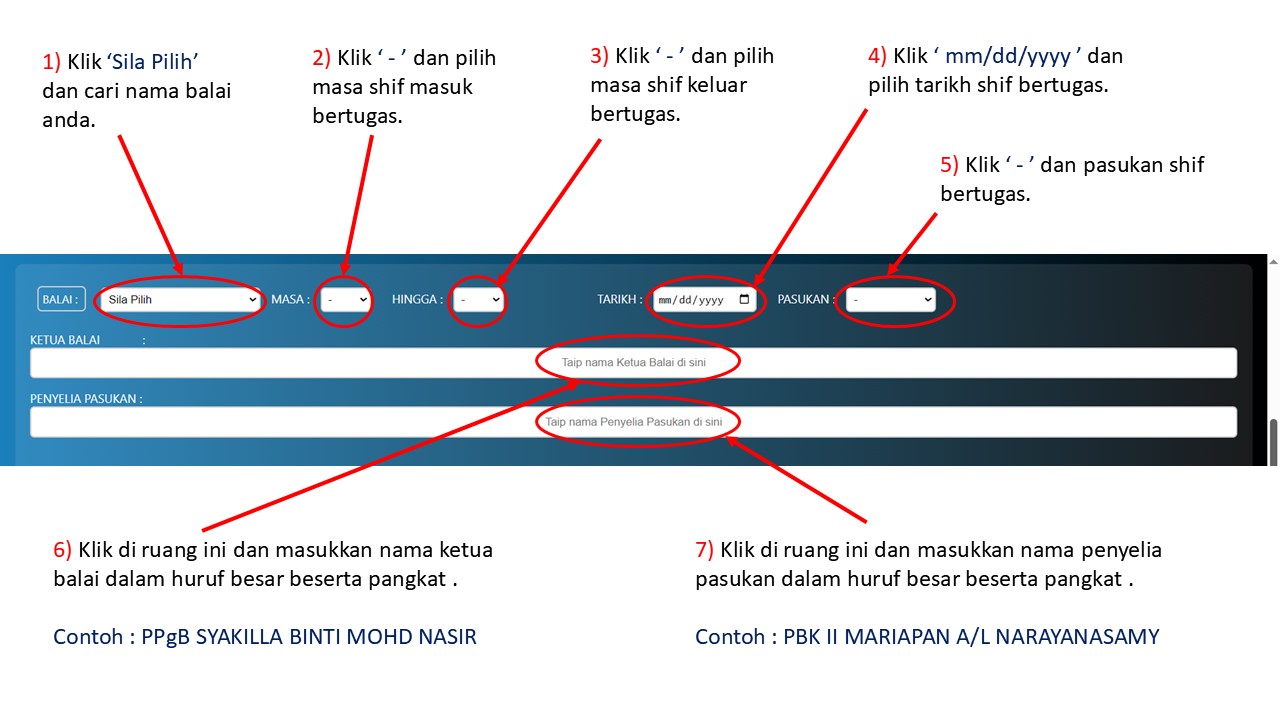 1) Klik ‘Sila Pilih’
dan cari nama balai
anda.
2) Klik ‘ - ’ dan pilih
masa shif masuk
bertugas.
3) Klik ‘ - ’ dan pilih
masa shif keluar
bertugas.
4) Klik ‘ mm/dd/yyyy ’ dan
pilih tarikh shif bertugas.
5) Klik ‘ - ’ dan pasukan shif
bertugas.
BALAI : Sila Pilih MASA : - HINGGA : - TARIKH : mm/dd/yyyy PASUKAN : -
KETUA BALAI :
Taip nama Ketua Balai di sini
PENYELIA PASUKAN :
Taip nama Penyelia Pasukan di sini
6) Klik di ruang ini dan masukkan nama ketua
balai dalam huruf besar beserta pangkat .
Contoh : PPgB SYAKILLA BINTI MOHD NASIR
7) Klik di ruang ini dan masukkan nama penyelia
pasukan dalam huruf besar beserta pangkat .
Contoh : PBK II MARIAPAN A/L NARAYANASAMY